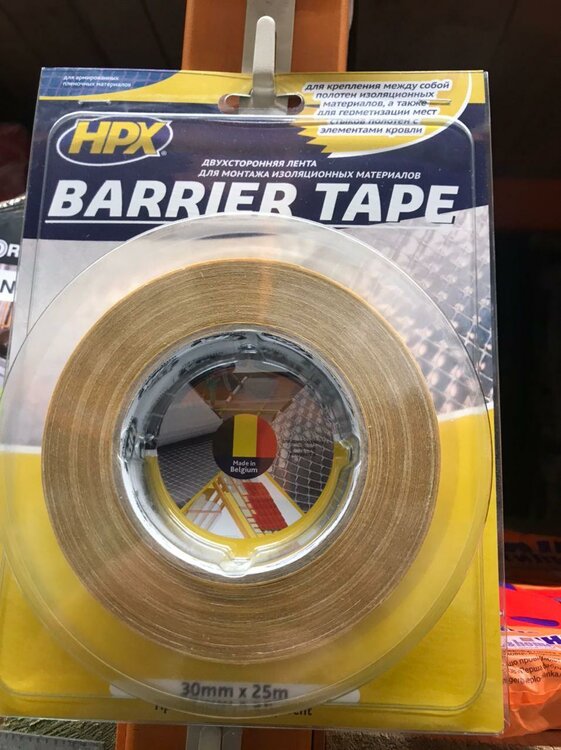 для армированных
пленочных материалов
для крепления между собой
полотен изоляционных
материалов, а также
для герметизации мест
стыков полотен с
элементами кровли
HPX
ДВУХСТОРОННЯЯ ЛЕНТА
ДЛЯ МОНТАЖА ИЗОЛЯЦИОННЫХ МАТЕРИАЛОВ
BARRIER TAPE
Made in
Belgium
30mm x 25m